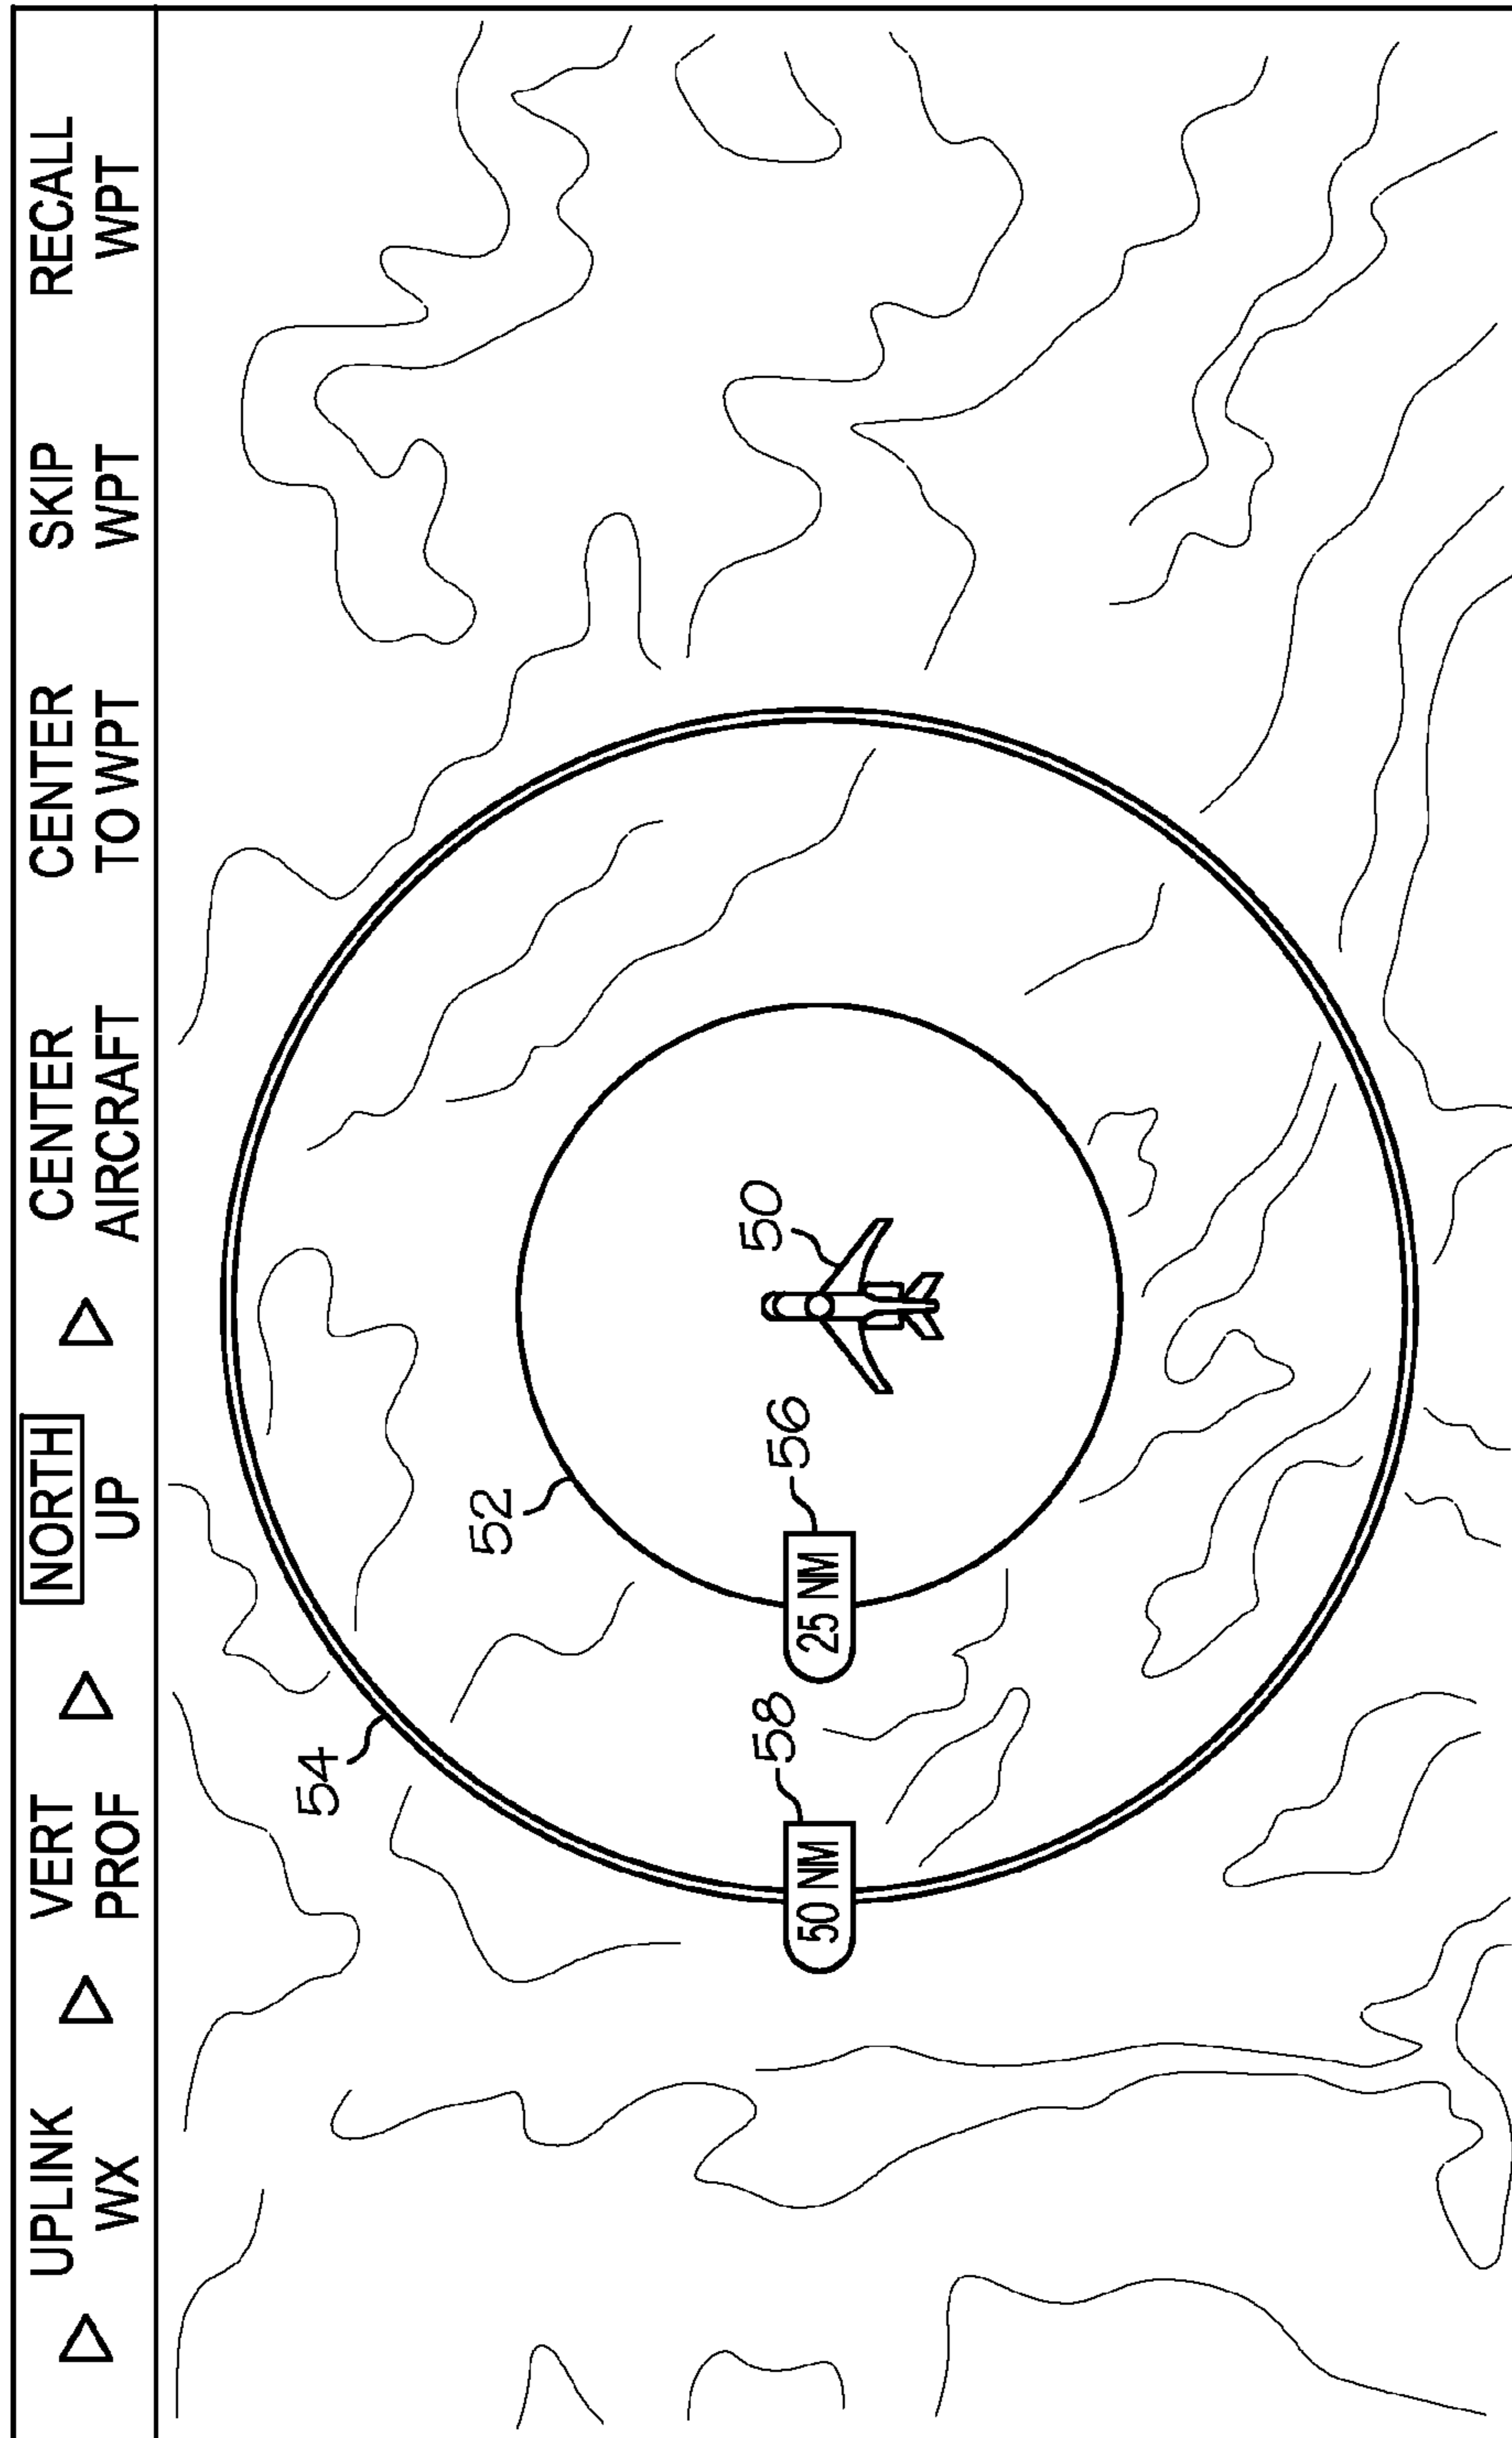 UPLINK
WX
VERT
PROF
NORTH
UP
CENTER
AIRCRAFT
CENTER
TO WPT
SKIP
WPT
RECALL
WPT
54
52
58
56
50
50 NM
25 NM